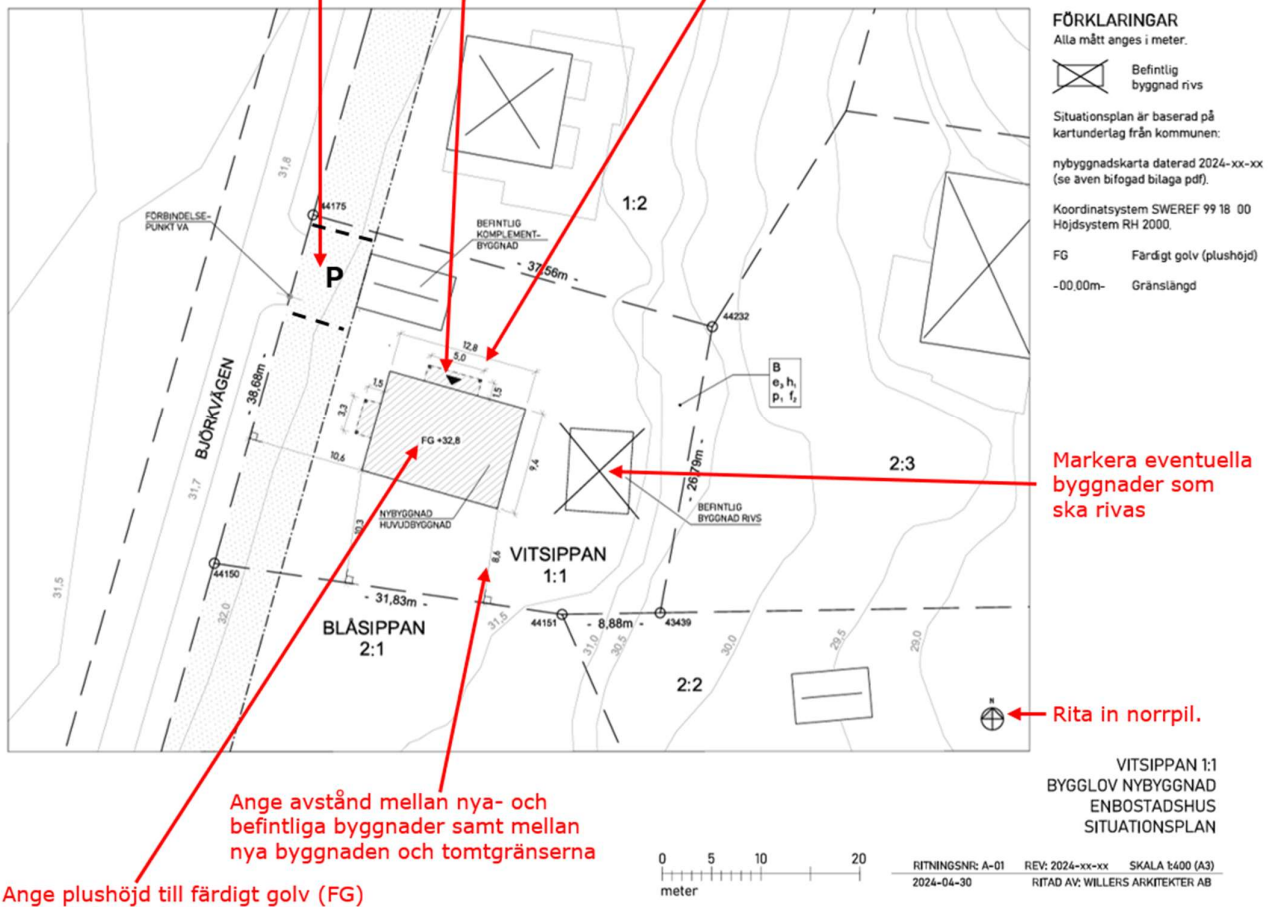 FÖRKLARINGAR
Alla mått anges i meter.
Befintlig
byggnad rivs
Situationsplan är baserad på
kartunderlag från kommunen:
nybyggnadskarta daterad 2024-xx-xx
(se även bifogad bilaga pdf).
Koordinatsystem SWEREF 99 18 00
Höjdsystem RH 2000.
FG Färdigt golv (plushöjd)
-00,00m- Gränslängd
31,8
44175
FÖRBINDELSE-
PUNKT VA
P
BEFINTLIG
KOMPLEMENT-
BYGGNAD
1:2
- 37,56m -
44232
BJÖRKVÄGEN
- 38,68m -
12,8
5,0
1,5
1,5
3,3
FG +32,8
10,6
9,4
B
e₃ h₁
p₁ f₂
- 26,79m -
2:3
31,7
NYBYGGNAD
HUVUDBYGGNAD
BEFINTLIG
BYGGNAD RIVS
10,3
8,6
VITSIPPAN
1:1
44150
- 31,83m -
44151
- 8,88m -
43439
31,5
32,0
BLÅSIPPAN
2:1
31,5
31,0
30,5
30,0
29,5
29,0
2:2
N
Markera eventuella
byggnader som
ska rivas
Rita in norrpil.
Ange avstånd mellan nya- och
befintliga byggnader samt mellan
nya byggnaden och tomtgränserna
Ange plushöjd till färdigt golv (FG)
VITSIPPAN 1:1
BYGGLOV NYBYGGNAD
ENBOSTADSHUS
SITUATIONSPLAN
0 5 10 20
meter
RITNINGSNR: A-01 REV: 2024-xx-xx SKALA 1:400 (A3)
2024-04-30 RITAD AV: WILLERS ARKITEKTER AB